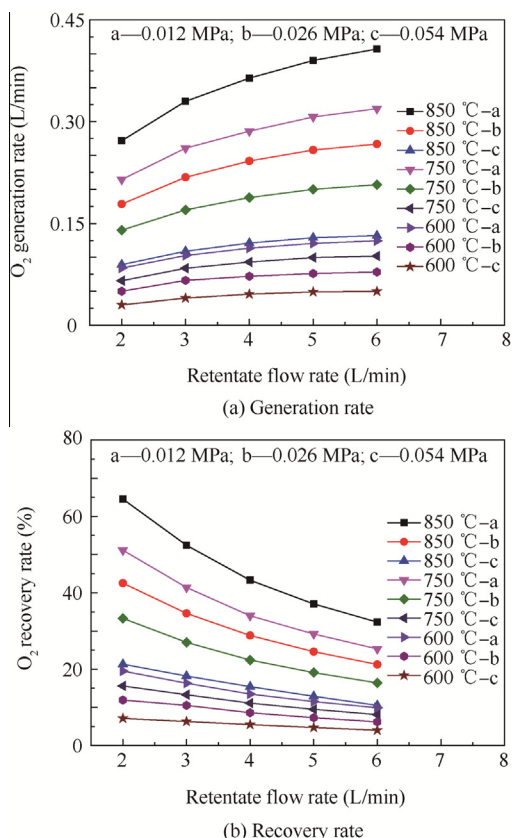 0.45
a—0.012 MPa; b—0.026 MPa; c—0.054 MPa
850 ℃–a
850 ℃–b
850 ℃–c
750 ℃–a
750 ℃–b
750 ℃–c
600 ℃–a
600 ℃–b
600 ℃–c
0.30
0.15
0
O₂ generation rate (L/min)
2 3 4 5 6 7 8
Retentate flow rate (L/min)
(a) Generation rate
80
a—0.012 MPa; b—0.026 MPa; c—0.054 MPa
850 ℃–a
850 ℃–b
850 ℃–c
750 ℃–a
750 ℃–b
750 ℃–c
600 ℃–a
600 ℃–b
600 ℃–c
60
40
20
0
O₂ recovery rate (%)
2 3 4 5 6 7 8
Retentate flow rate (L/min)
(b) Recovery rate